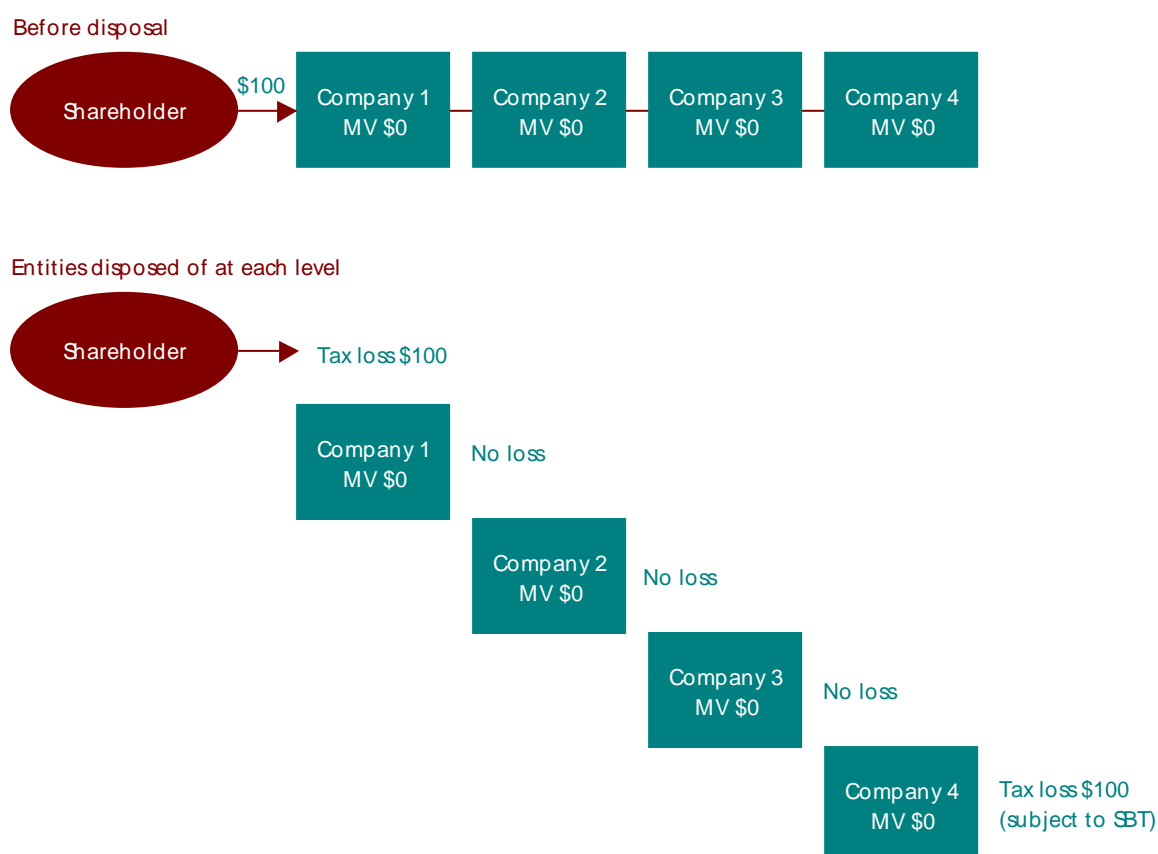 Before disposal
Shareholder
$100
Company 1
MV $0
Company 2
MV $0
Company 3
MV $0
Company 4
MV $0
Entities disposed of at each level
Shareholder
Tax loss $100
Company 1
MV $0
No loss
Company 2
MV $0
No loss
Company 3
MV $0
No loss
Company 4
MV $0
Tax loss $100
(subject to SBT)